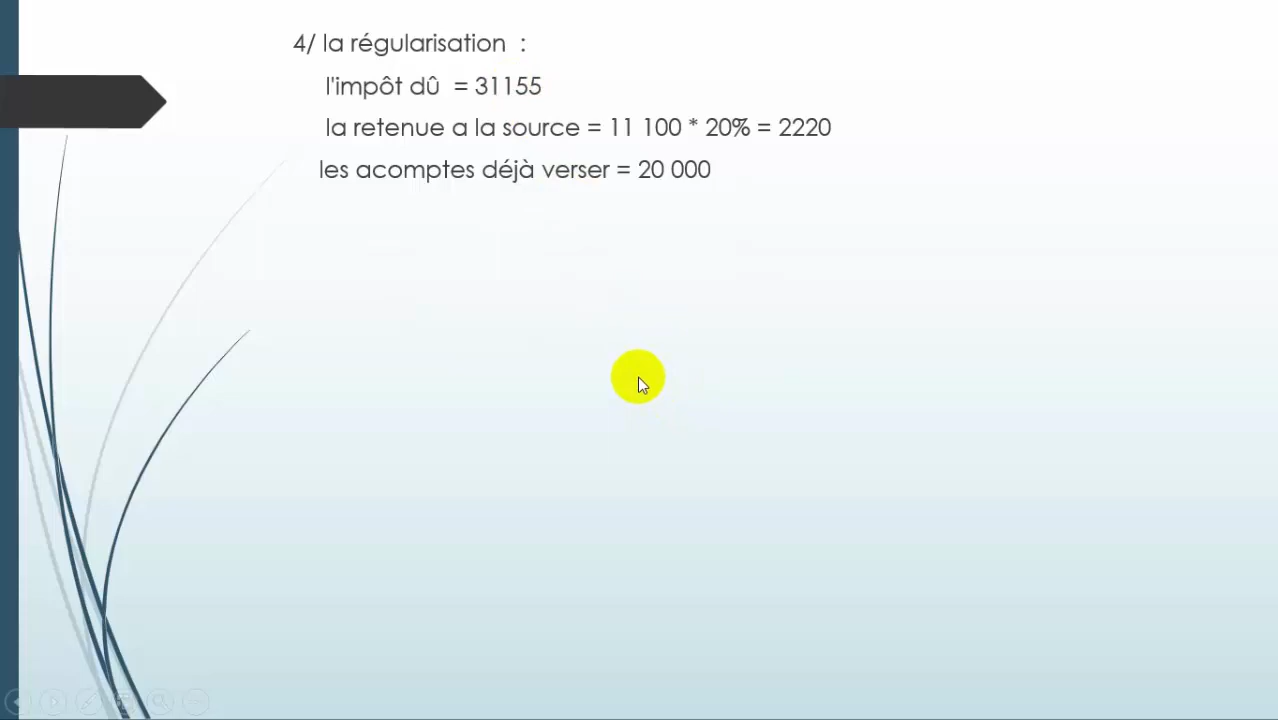 4/ la régularisation  :
l'impôt dû  = 31155
la retenue a la source = 11 100 * 20% = 2220
les acomptes déjà verser = 20 000